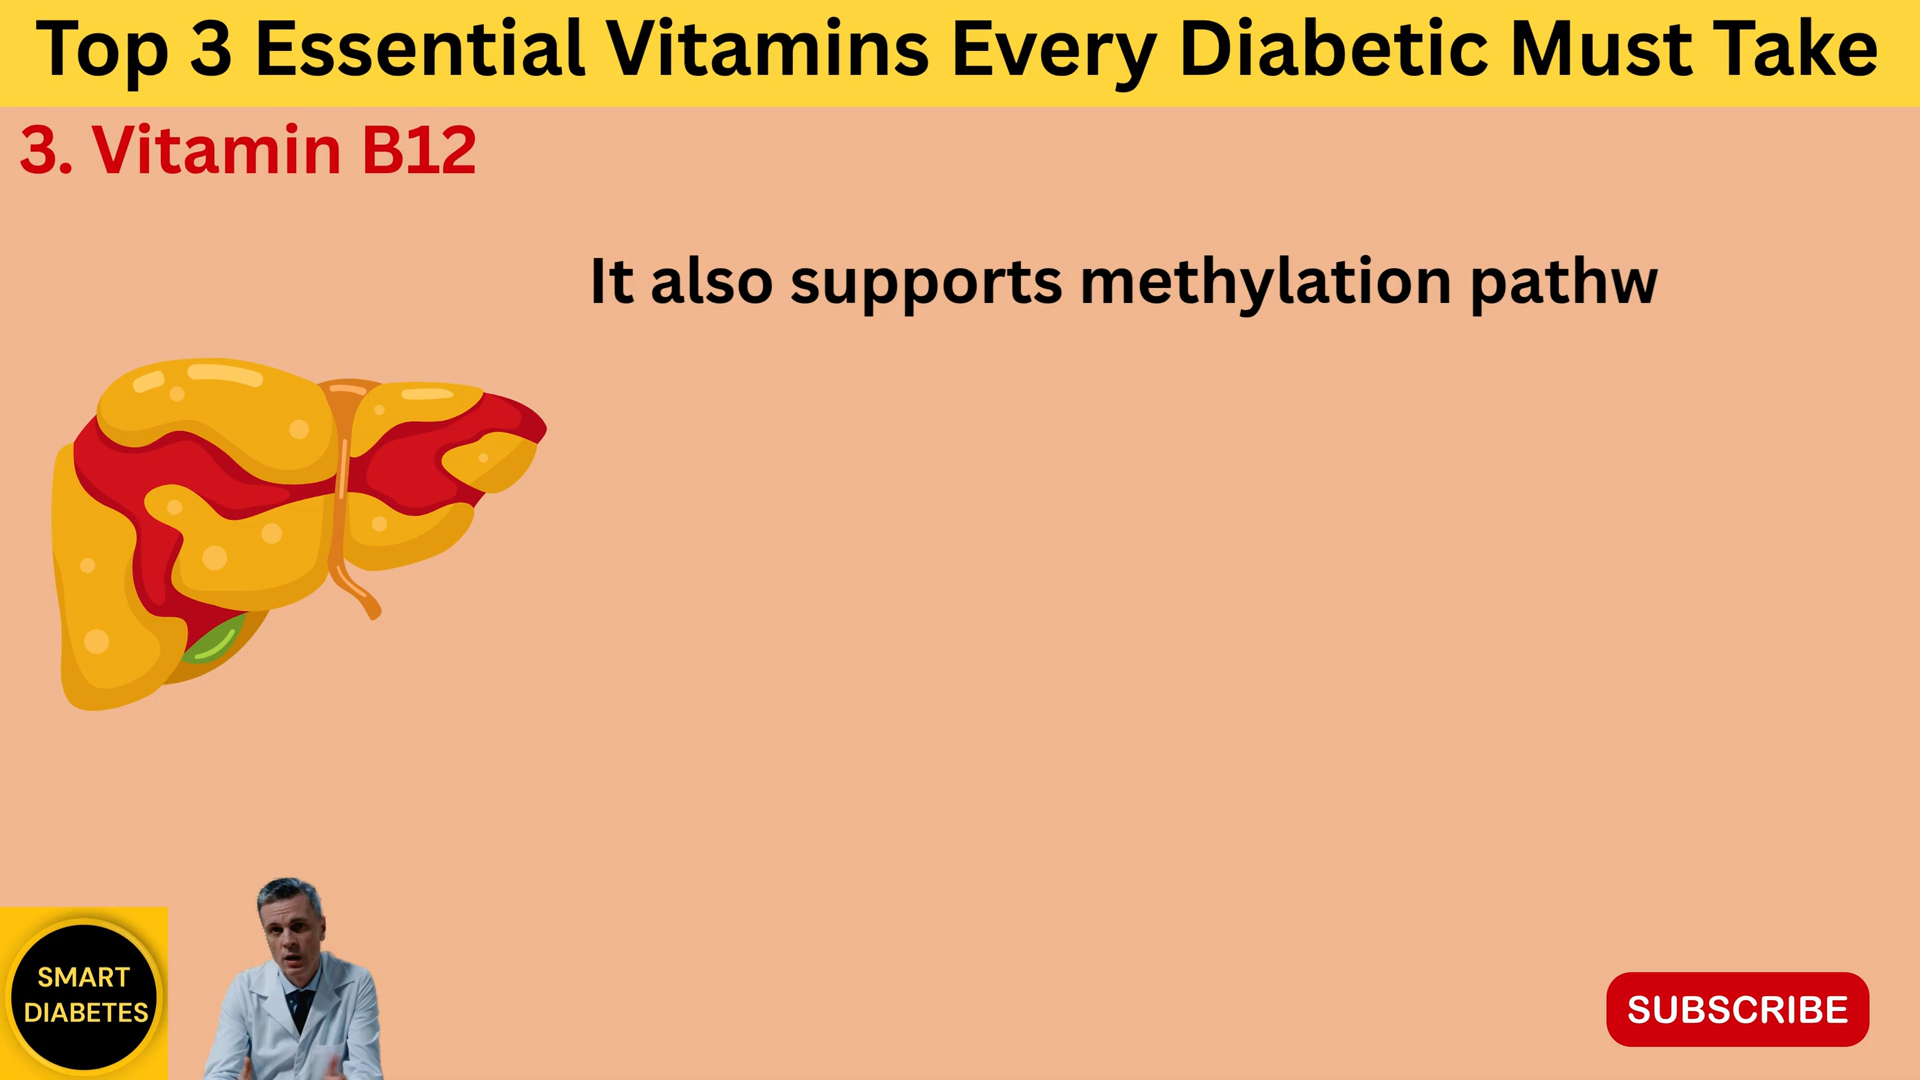 Top 3 Essential Vitamins Every Diabetic Must Take
3. Vitamin B12
It also supports methylation pathw
SMART
DIABETES
SUBSCRIBE